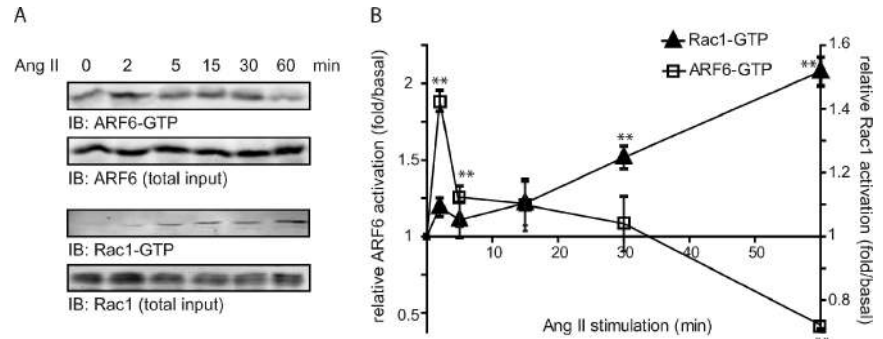 A
Ang II 0 2 5 15 30 60 min
IB: ARF6-GTP
IB: ARF6 (total input)
IB: Rac1-GTP
IB: Rac1 (total input)
B
Rac1-GTP
ARF6-GTP
relative ARF6 activation (fold/basal)
2
1.5
1
0.5
**
**
**
**
**
10 20 30 40 50
Ang II stimulation (min)
1.6
1.4
1.2
1
0.8
relative Rac1 activation (fold/basal)